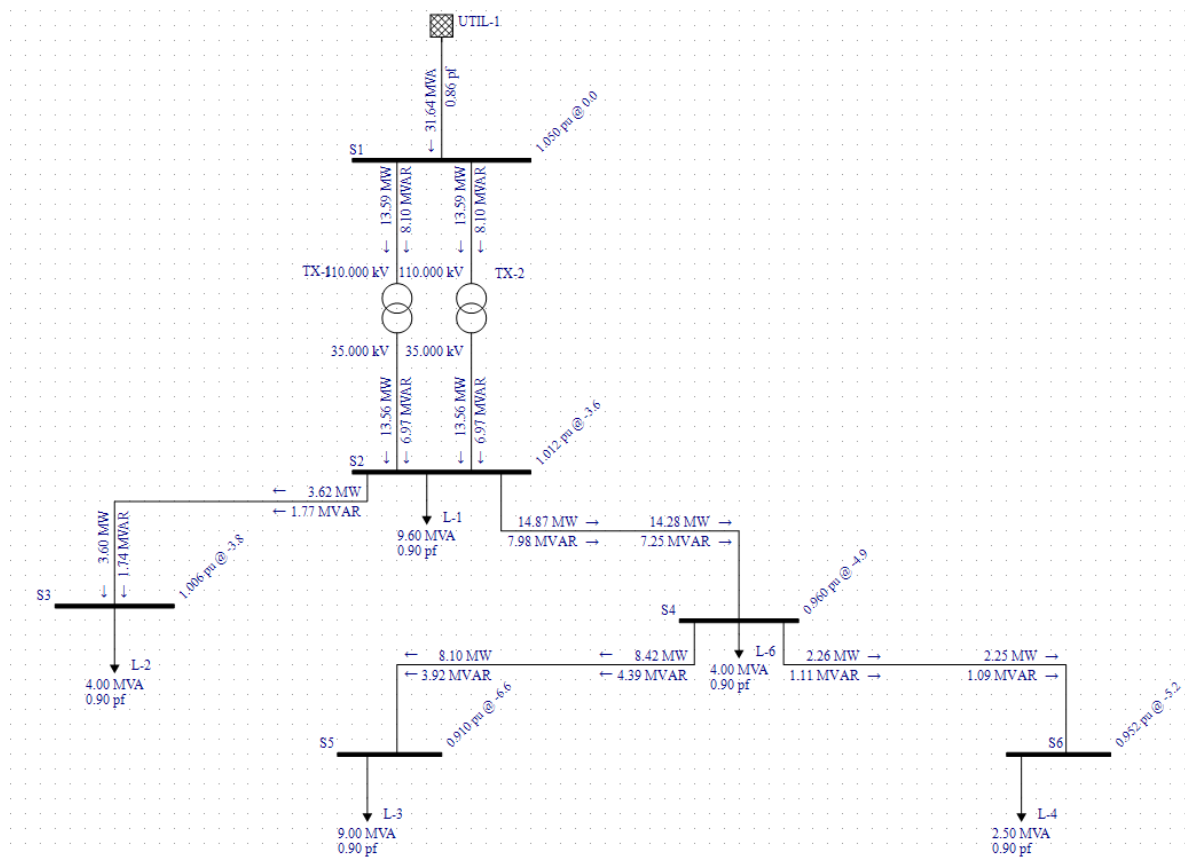 UTIL-1
31.64 MVA
0.86 pf
↓
S1
1.050 pu @ 0.0
13.59 MW
8.10 MVAR
13.59 MW
8.10 MVAR
↓ ↓ ↓ ↓
TX-1
110.000 kV
110.000 kV
TX-2
35.000 kV
35.000 kV
13.56 MW
6.97 MVAR
13.56 MW
6.97 MVAR
↓ ↓ ↓ ↓
S2
1.012 pu @ -3.6
← 3.62 MW
← 1.77 MVAR
L-1
9.60 MVA
0.90 pf
14.87 MW →
7.98 MVAR →
14.28 MW →
7.25 MVAR →
3.60 MW
1.74 MVAR
↓ ↓
S3
1.006 pu @ -3.8
L-2
4.00 MVA
0.90 pf
S4
0.960 pu @ -4.9
← 8.10 MW
← 3.92 MVAR
← 8.42 MW
← 4.39 MVAR
L-6
4.00 MVA
0.90 pf
2.26 MW →
1.11 MVAR →
2.25 MW →
1.09 MVAR →
S5
0.910 pu @ -6.6
L-3
9.00 MVA
0.90 pf
S6
0.952 pu @ -5.2
L-4
2.50 MVA
0.90 pf